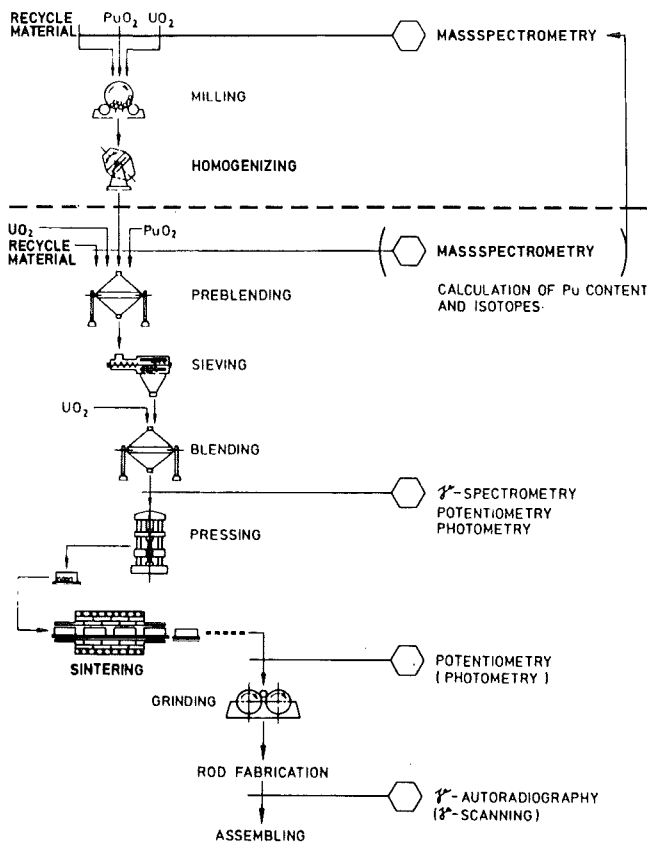 RECYCLE MATERIAL
PuO₂
UO₂
MASSSPECTROMETRY
MILLING
HOMOGENIZING
UO₂
RECYCLE MATERIAL
PuO₂
MASSSPECTROMETRY
CALCULATION OF Pu CONTENT
AND ISOTOPES.
PREBLENDING
SIEVING
UO₂
BLENDING
γ-SPECTROMETRY
POTENTIOMETRY
PHOTOMETRY
PRESSING
SINTERING
POTENTIOMETRY
(PHOTOMETRY)
GRINDING
ROD FABRICATION
γ-AUTORADIOGRAPHY
(γ-SCANNING)
ASSEMBLING